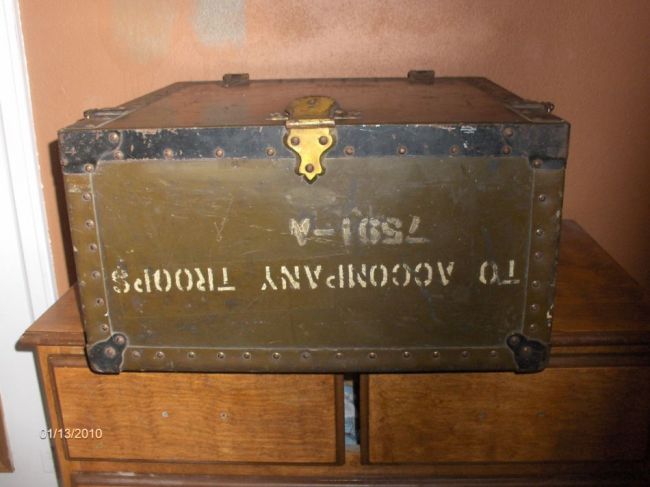 TO ACCOMPANY TROOPS
7591-A
01/13/2010